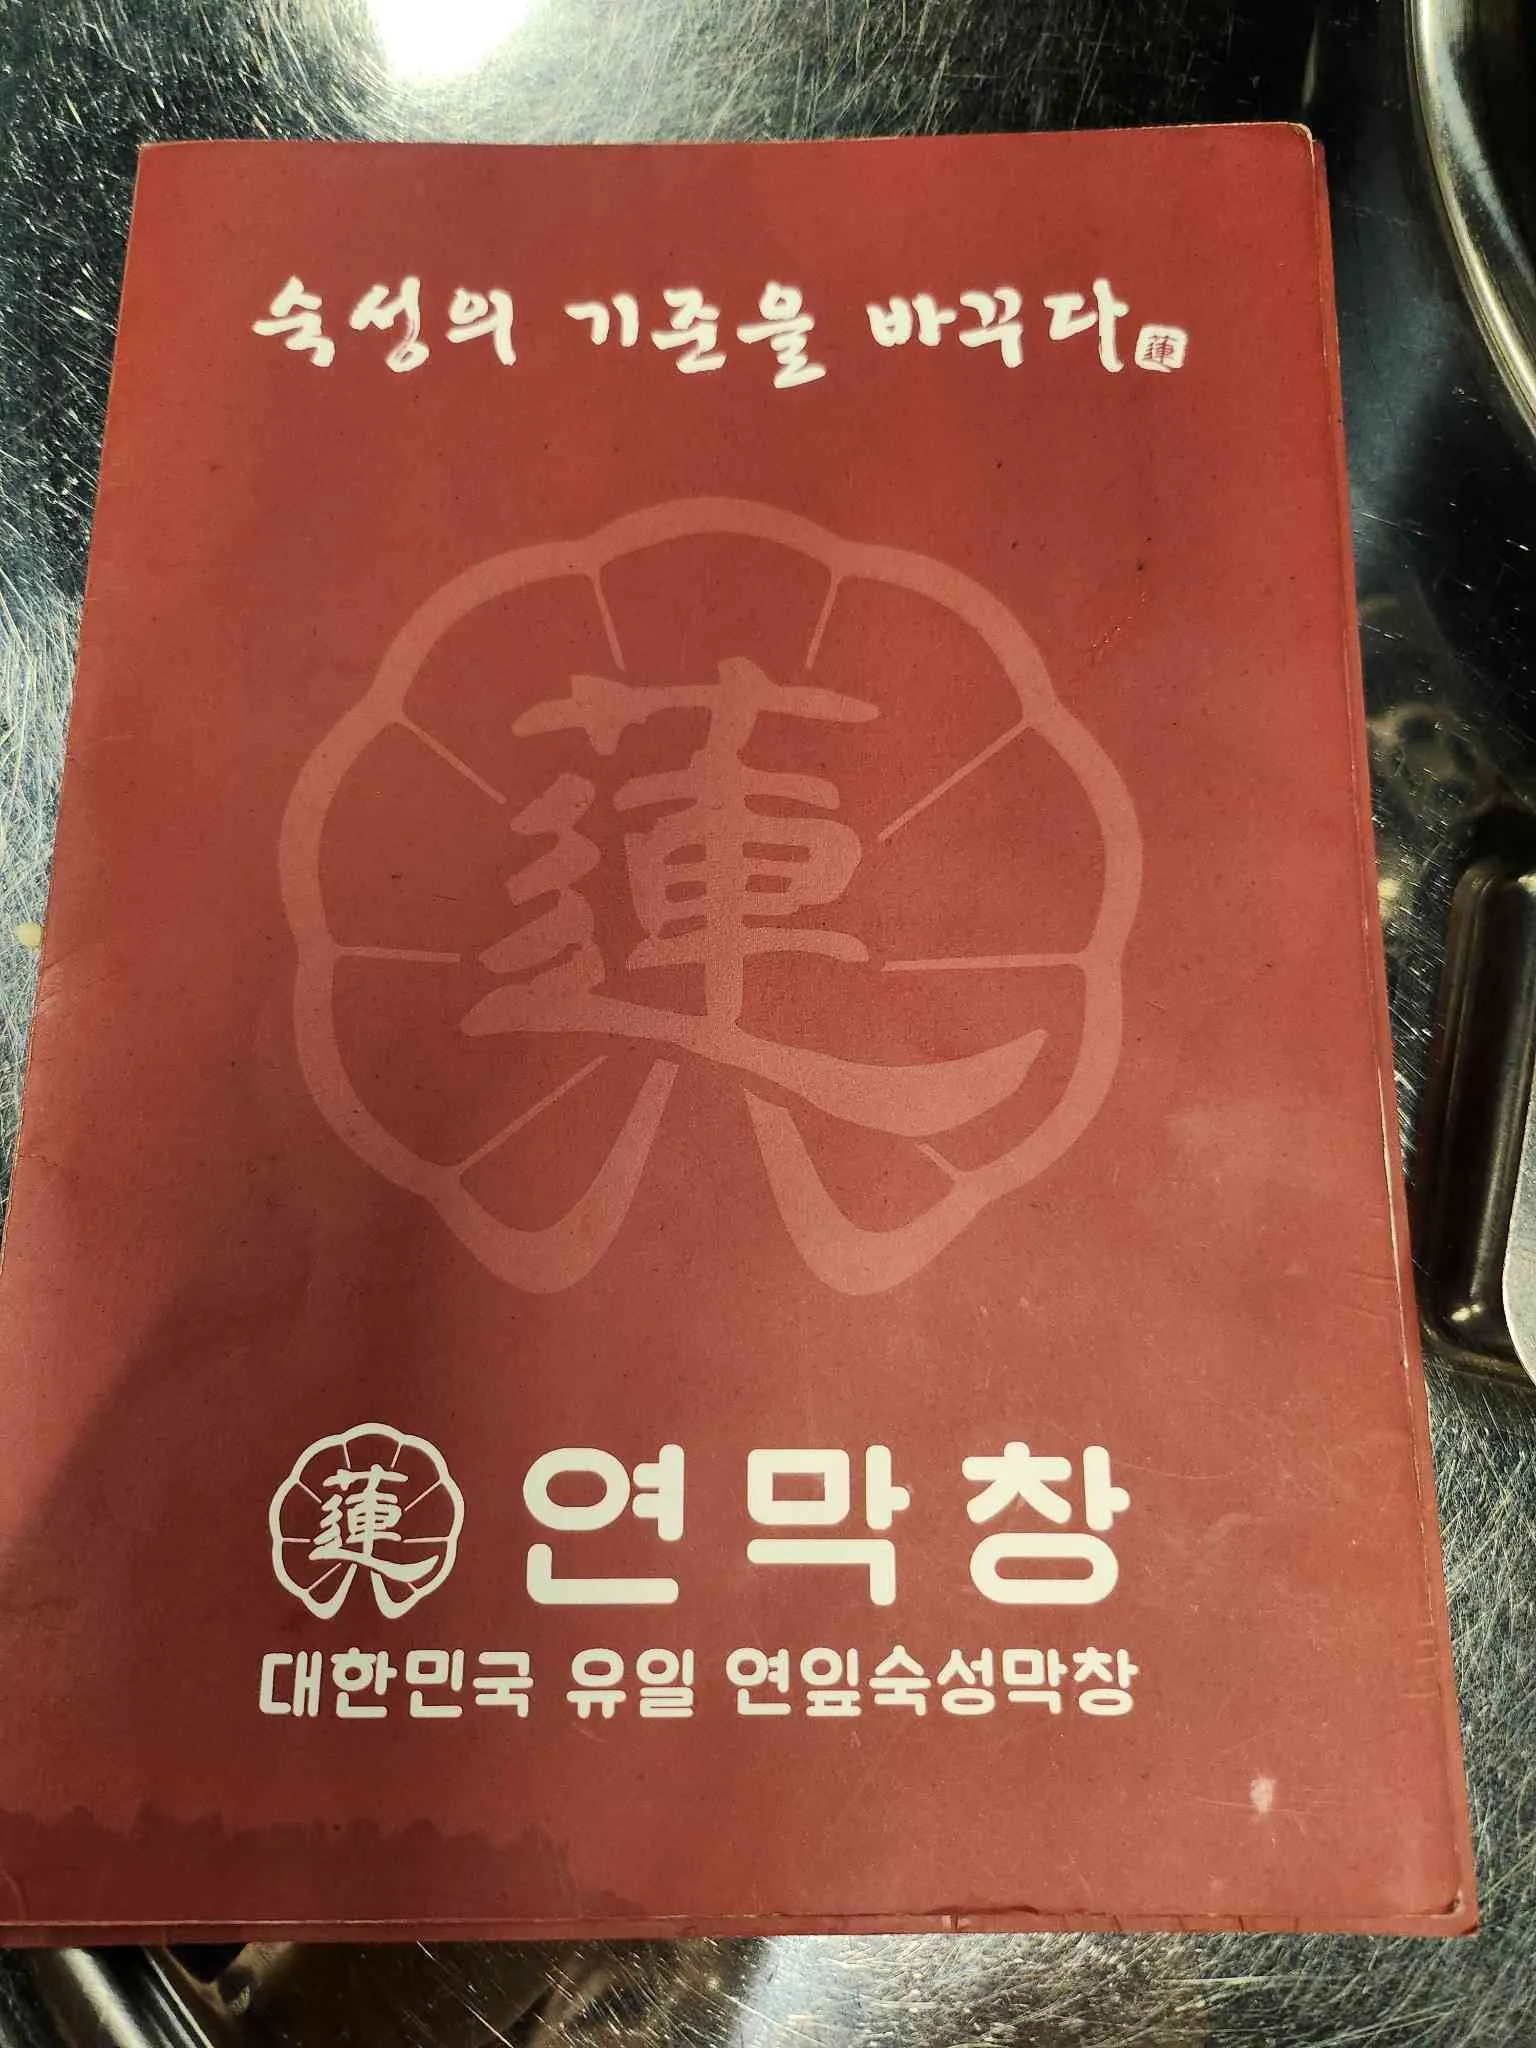 숙성의 기준을 바꾸다 蓮
蓮
蓮 연막창
대한민국 유일 연잎숙성막창